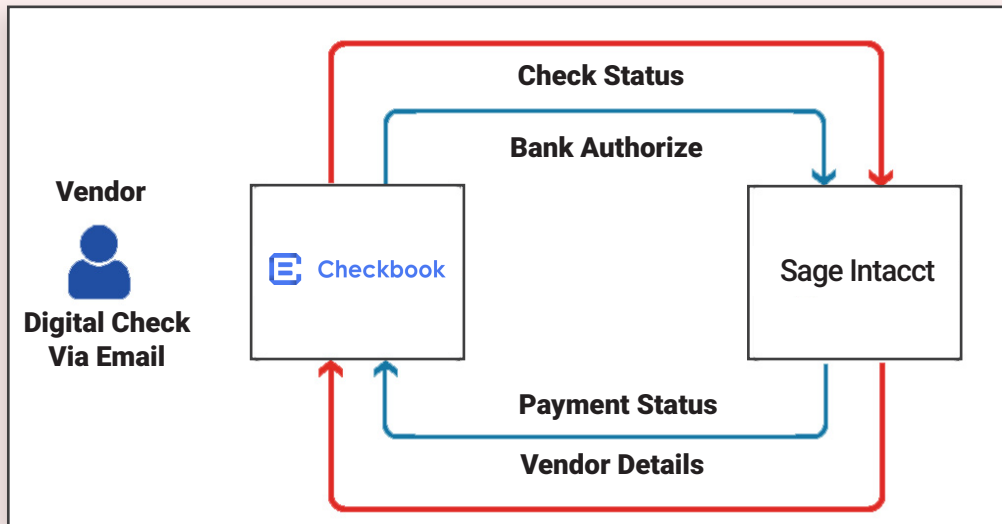 Check Status
Bank Authorize
Vendor
Checkbook
Sage Intacct
Digital Check
Via Email
Payment Status
Vendor Details